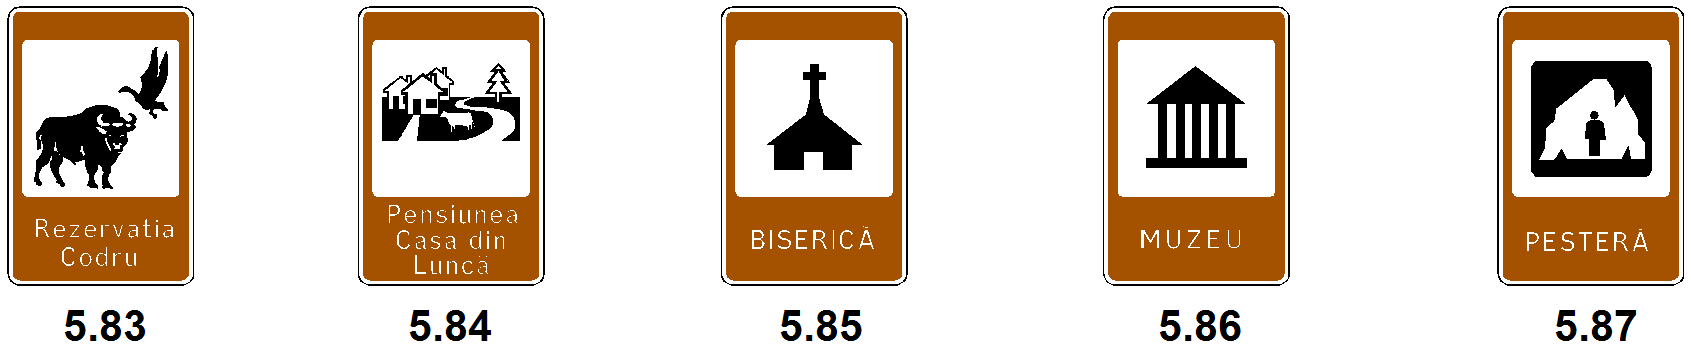 Rezervatia
Codru
5.83
Pensiunea
Casa din
Luncă
5.84
BISERICĂ
5.85
MUZEU
5.86
PESTERĂ
5.87